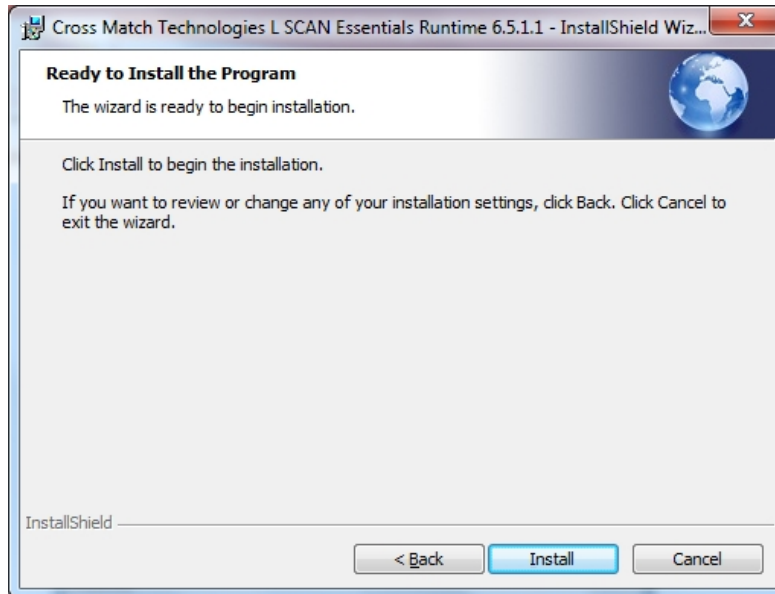 Cross Match Technologies L SCAN Essentials Runtime 6.5.1.1 - InstallShield Wiz...
Ready to Install the Program
The wizard is ready to begin installation.
Click Install to begin the installation.
If you want to review or change any of your installation settings, click Back. Click Cancel to
exit the wizard.
InstallShield
< Back
Install
Cancel